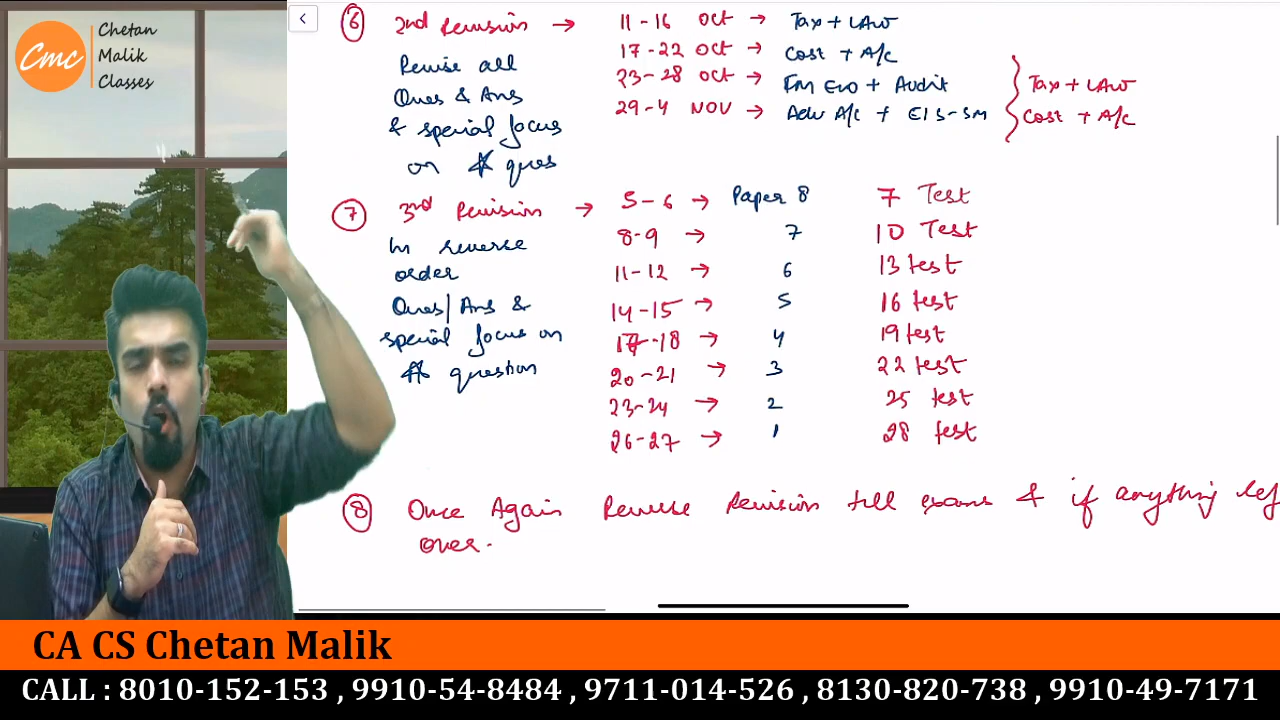 Cmc
Chetan
Malik
Classes
⑥ 2nd Revision → 11-16 Oct → Tax + LAW
17-22 Oct → Cost + A/c
Revise all
Ques & Ans
& special focus
on * ques
23-28 Oct → FM Eco + Audit
29-4 NOV → Adv A/c + EIS-SM
Tax + LAW
Cost + A/c
⑦ 3rd Revision → 5-6 → Paper 8 7 Test
In reverse
order
Ques/Ans &
special focus on
* question
8-9 → 7 10 Test
11-12 → 6 13 test
14-15 → 5 16 test
17-18 → 4 19 test
20-21 → 3 22 test
23-24 → 2 25 test
26-27 → 1 28 test
⑧ Once Again Reverse Revision till exams & if anything lef
over.
CA CS Chetan Malik
CALL : 8010-152-153 , 9910-54-8484 , 9711-014-526 , 8130-820-738 , 9910-49-7171